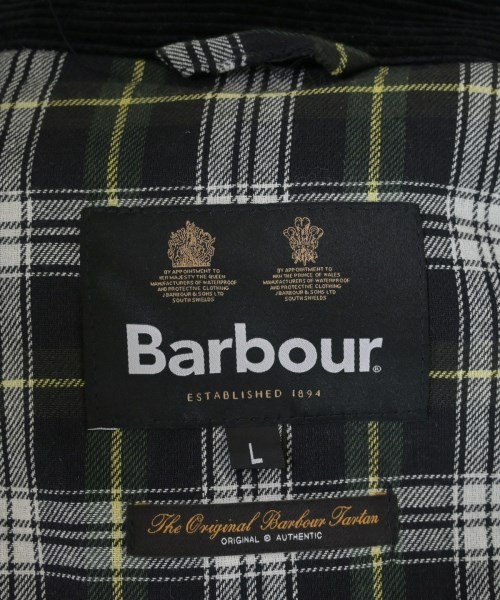 BY APPOINTMENT TO
HER MAJESTY THE QUEEN
MANUFACTURERS OF WATERPROOF
AND PROTECTIVE CLOTHING
J.BARBOUR & SONS LTD
SOUTH SHIELDS
BY APPOINTMENT TO
HRH THE PRINCE OF WALES
MANUFACTURERS OF WATERPROOF
AND PROTECTIVE CLOTHING
J.BARBOUR & SONS LTD
SOUTH SHIELDS
Barbour®
ESTABLISHED 1894
L
The Original Barbour Tartan
ORIGINAL & AUTHENTIC